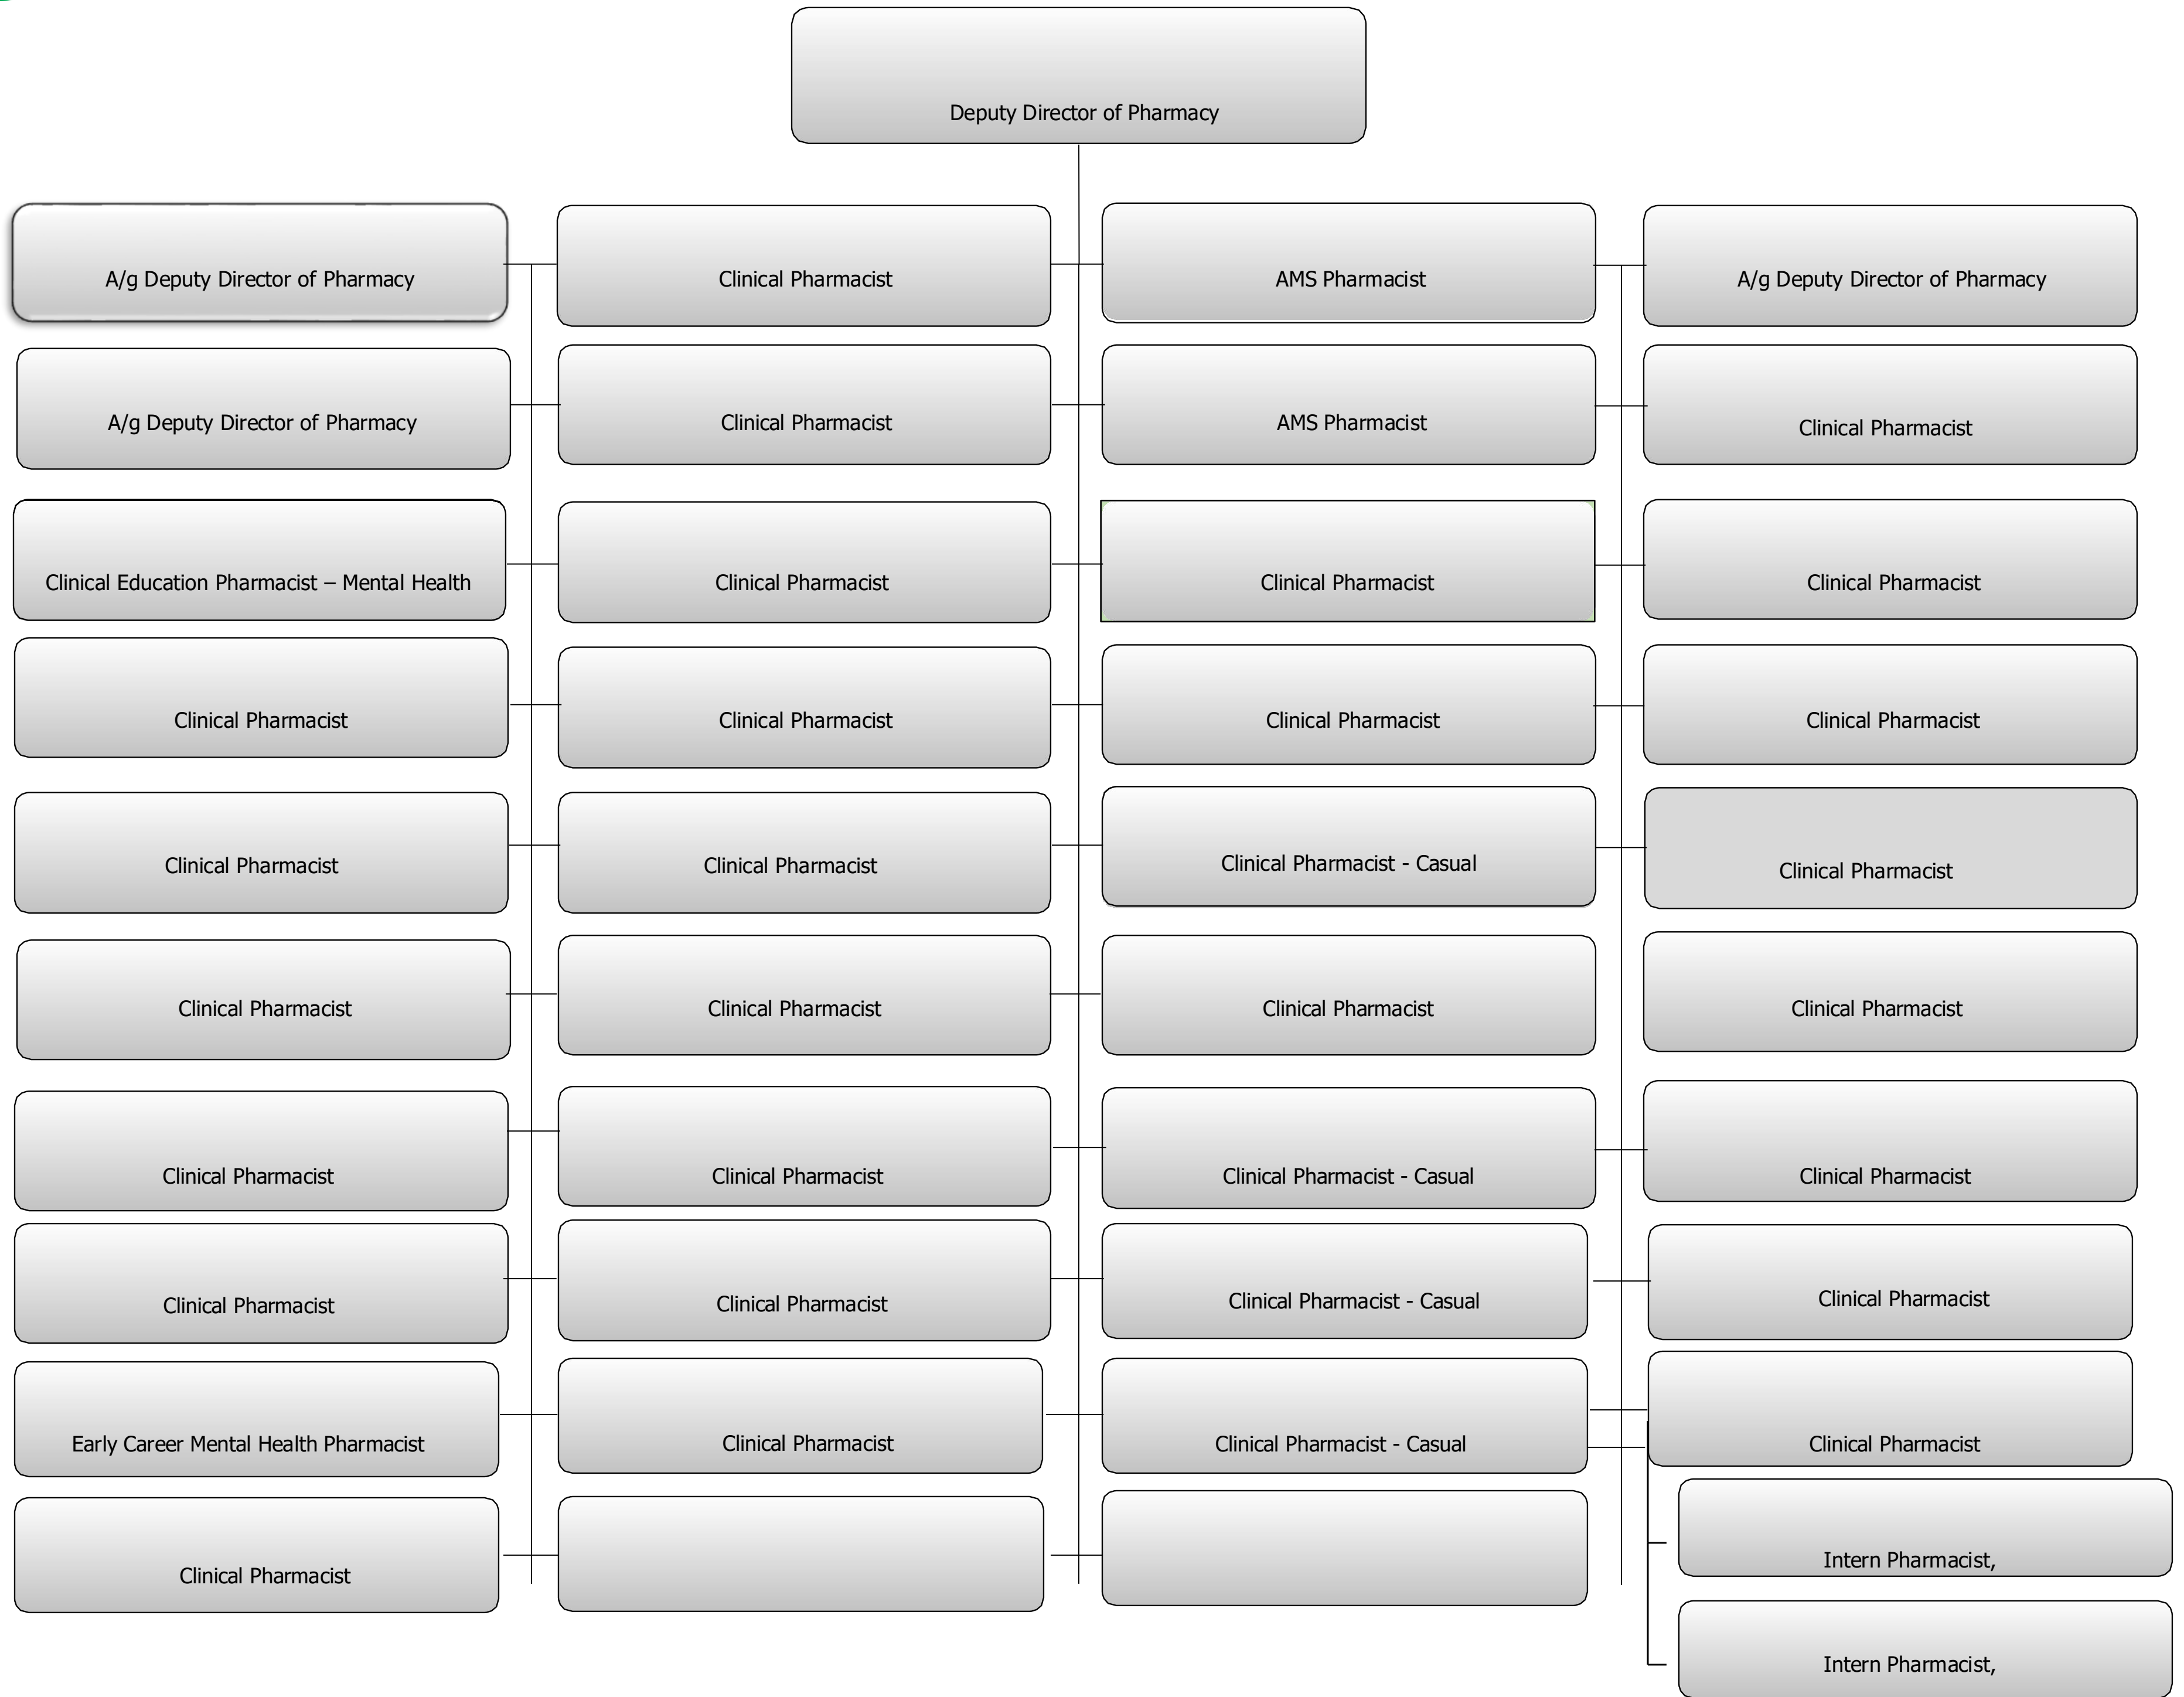 Deputy Director of Pharmacy
A/g Deputy Director of Pharmacy
Clinical Pharmacist
AMS Pharmacist
A/g Deputy Director of Pharmacy
A/g Deputy Director of Pharmacy
Clinical Pharmacist
AMS Pharmacist
Clinical Pharmacist
Clinical Education Pharmacist – Mental Health
Clinical Pharmacist
Clinical Pharmacist
Clinical Pharmacist
Clinical Pharmacist
Clinical Pharmacist
Clinical Pharmacist
Clinical Pharmacist
Clinical Pharmacist
Clinical Pharmacist
Clinical Pharmacist - Casual
Clinical Pharmacist
Clinical Pharmacist
Clinical Pharmacist
Clinical Pharmacist
Clinical Pharmacist
Clinical Pharmacist
Clinical Pharmacist
Clinical Pharmacist - Casual
Clinical Pharmacist
Clinical Pharmacist
Clinical Pharmacist
Clinical Pharmacist - Casual
Clinical Pharmacist
Early Career Mental Health Pharmacist
Clinical Pharmacist
Clinical Pharmacist - Casual
Clinical Pharmacist
Clinical Pharmacist
Intern Pharmacist,
Intern Pharmacist,